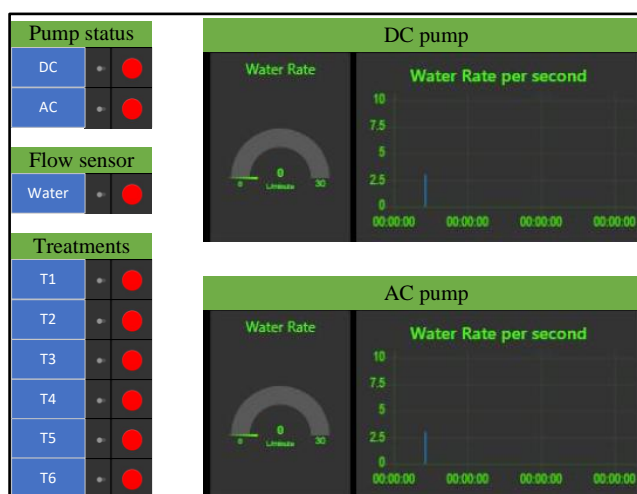 Pump status
DC
AC
Flow sensor
Water
Treatments
T1
T2
T3
T4
T5
T6
DC pump
Water Rate
0
L/minute
0
30
Water Rate per second
10
7.5
5
2.5
0
00:00:00
00:00:00
00:00:00
00:00:00
AC pump
Water Rate
0
L/minute
0
30
Water Rate per second
10
7.5
5
2.5
0
00:00:00
00:00:00
00:00:00
00:00:00